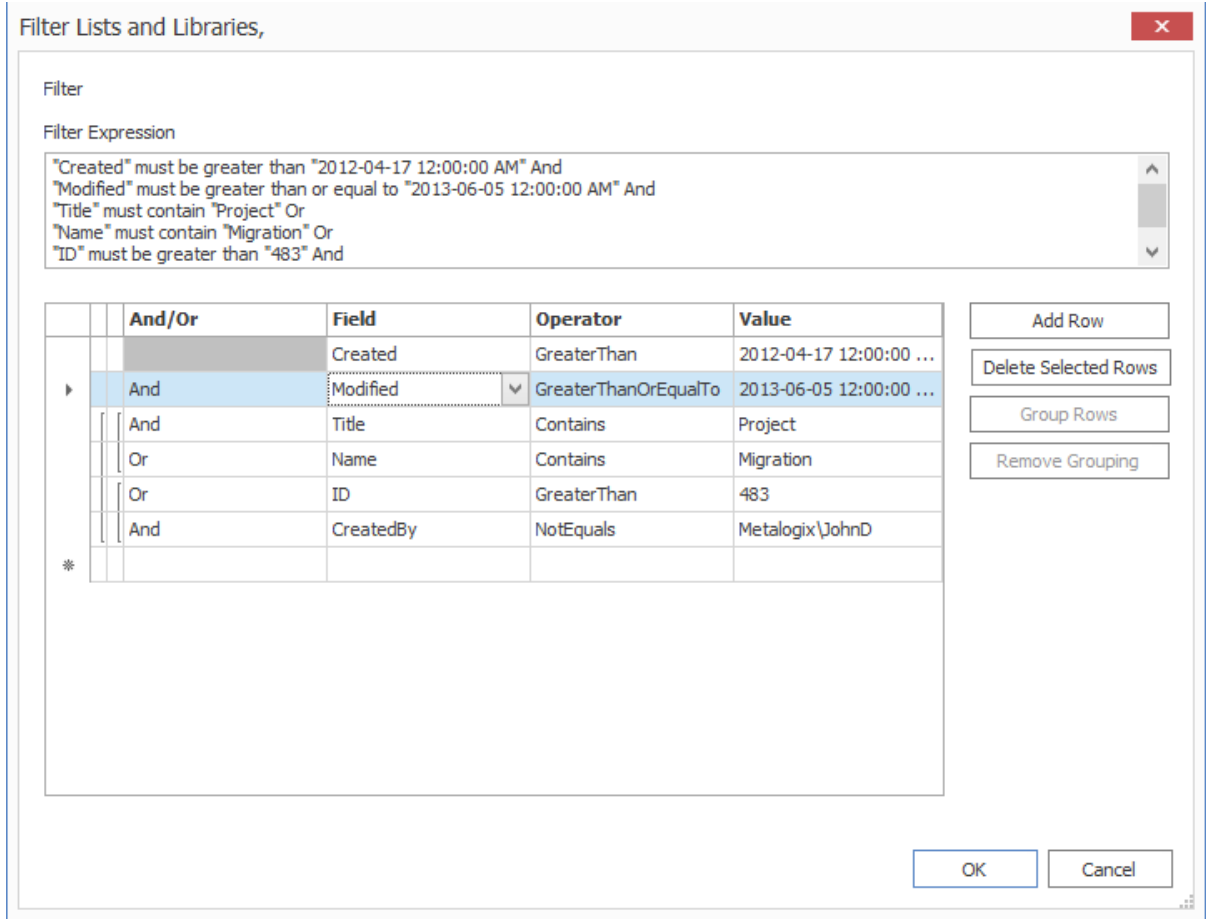 Filter Lists and Libraries,
Filter
Filter Expression
"Created" must be greater than "2012-04-17 12:00:00 AM" And
"Modified" must be greater than or equal to "2013-06-05 12:00:00 AM" And
"Title" must contain "Project" Or
"Name" must contain "Migration" Or
"ID" must be greater than "483" And
And/Or Field Operator Value
Created GreaterThan 2012-04-17 12:00:00 ...
And Modified GreaterThanOrEqualTo 2013-06-05 12:00:00 ...
And Title Contains Project
Or Name Contains Migration
Or ID GreaterThan 483
And CreatedBy NotEquals Metalogix\JohnD
Add Row
Delete Selected Rows
Group Rows
Remove Grouping
OK Cancel